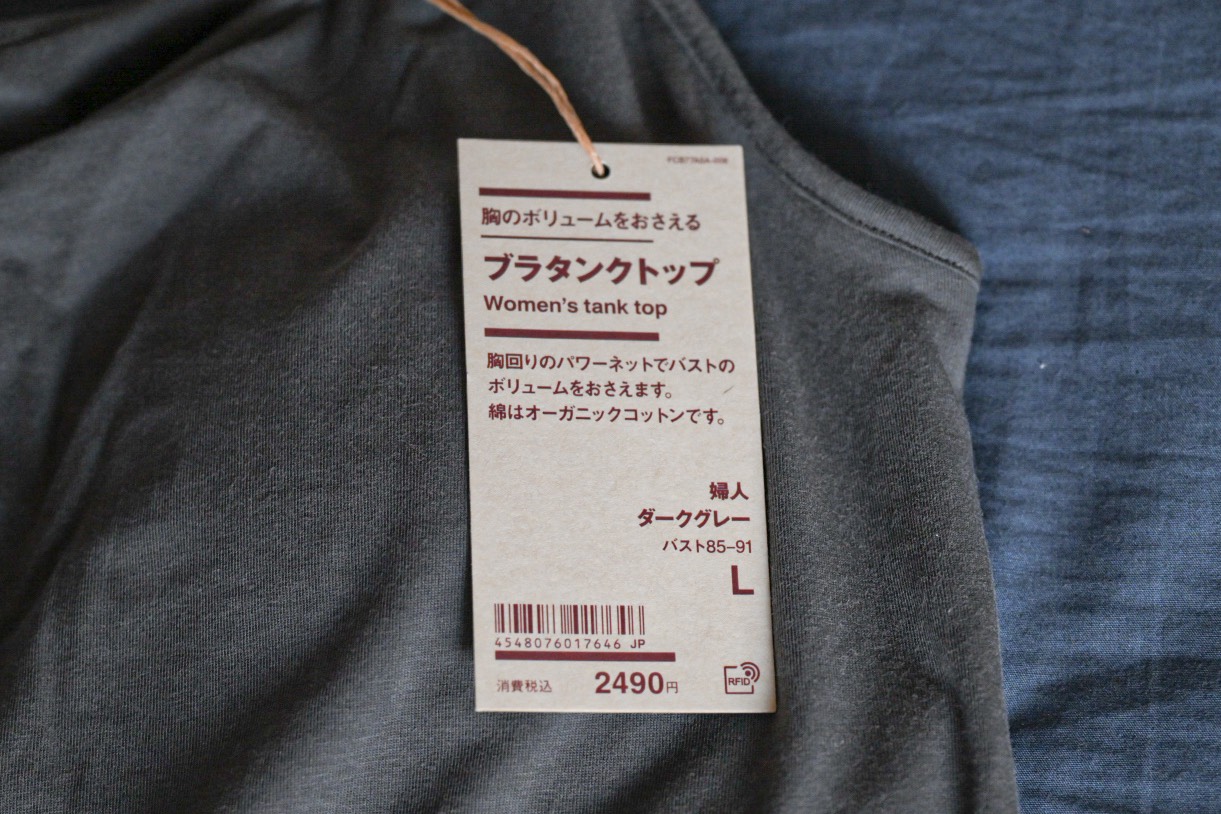 胸のボリュームをおさえる
ブラタンクトップ
Women's tank top
胸回りのパワーネットでバストの
ボリュームをおさえます。
綿はオーガニックコットンです。
婦人
ダークグレー
バスト85–91
L
4548076017646 JP
消費税込 2490円
RFID